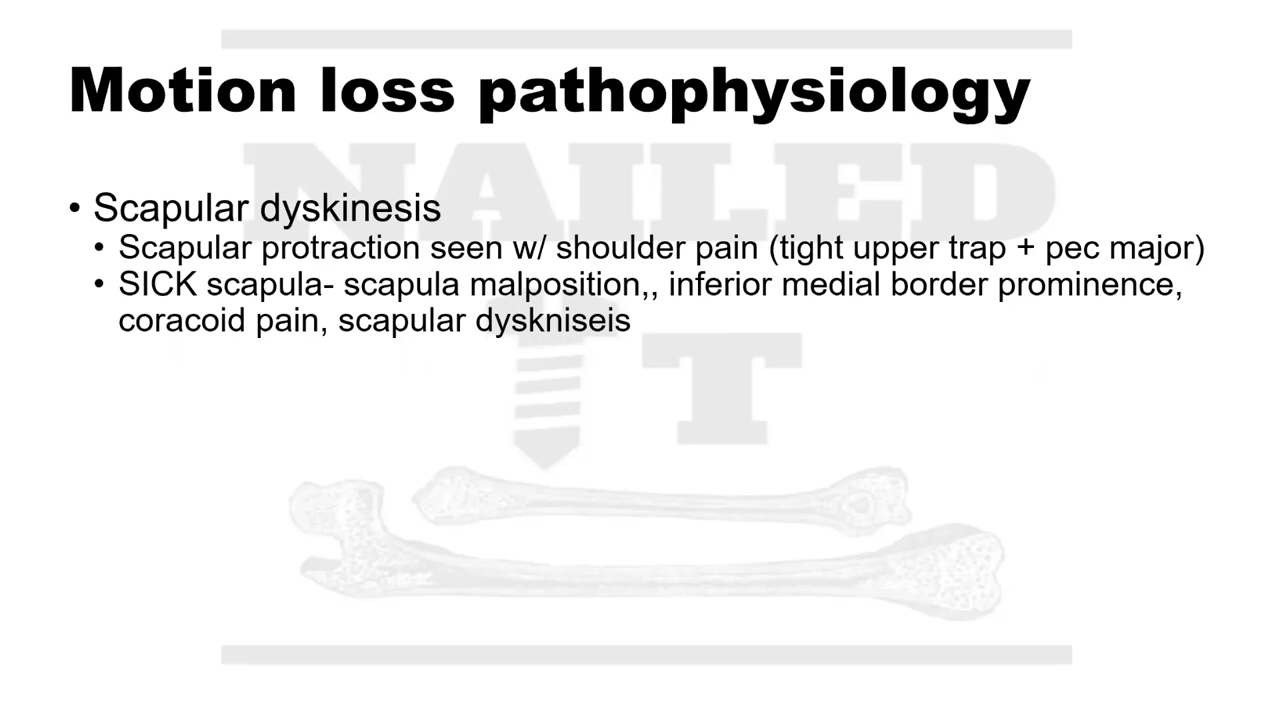 Motion loss pathophysiology
NAILED
IT
• Scapular dyskinesis
• Scapular protraction seen w/ shoulder pain (tight upper trap + pec major)
• SICK scapula- scapula malposition,, inferior medial border prominence,
coracoid pain, scapular dyskniseis